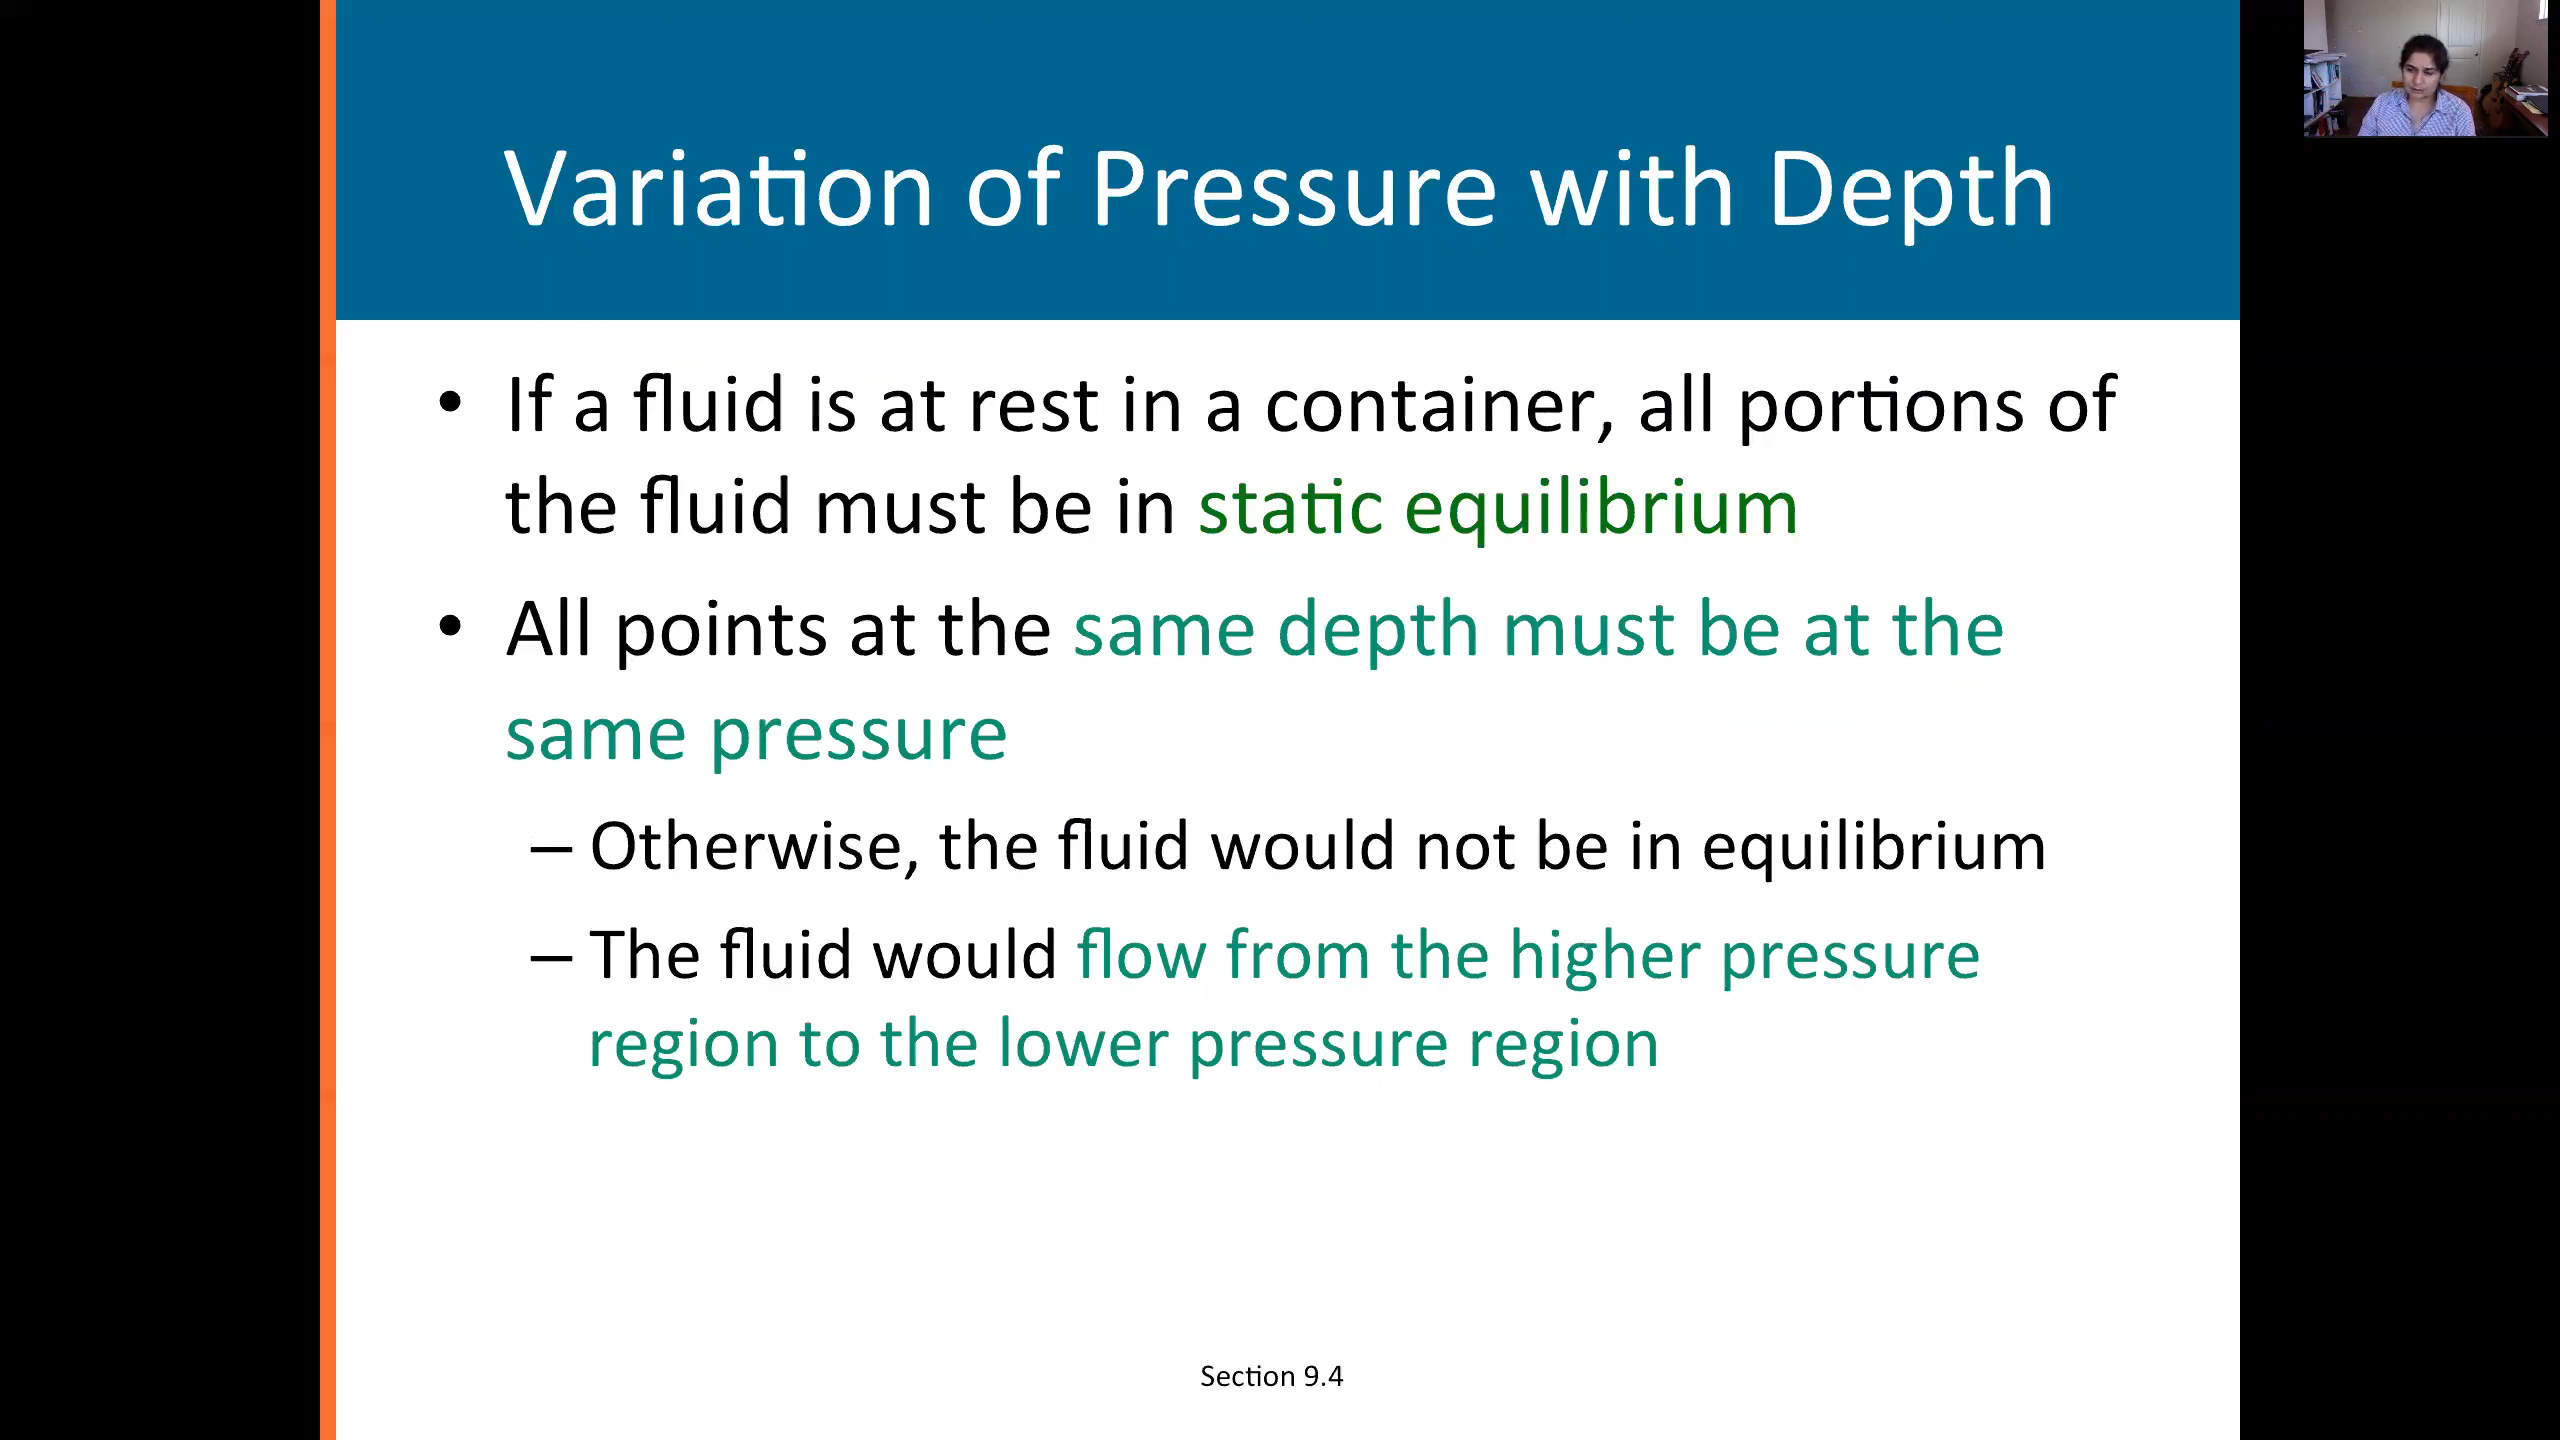 Variation of Pressure with Depth
• If a fluid is at rest in a container, all portions of
the fluid must be in static equilibrium
• All points at the same depth must be at the
same pressure
– Otherwise, the fluid would not be in equilibrium
– The fluid would flow from the higher pressure
region to the lower pressure region
Section 9.4